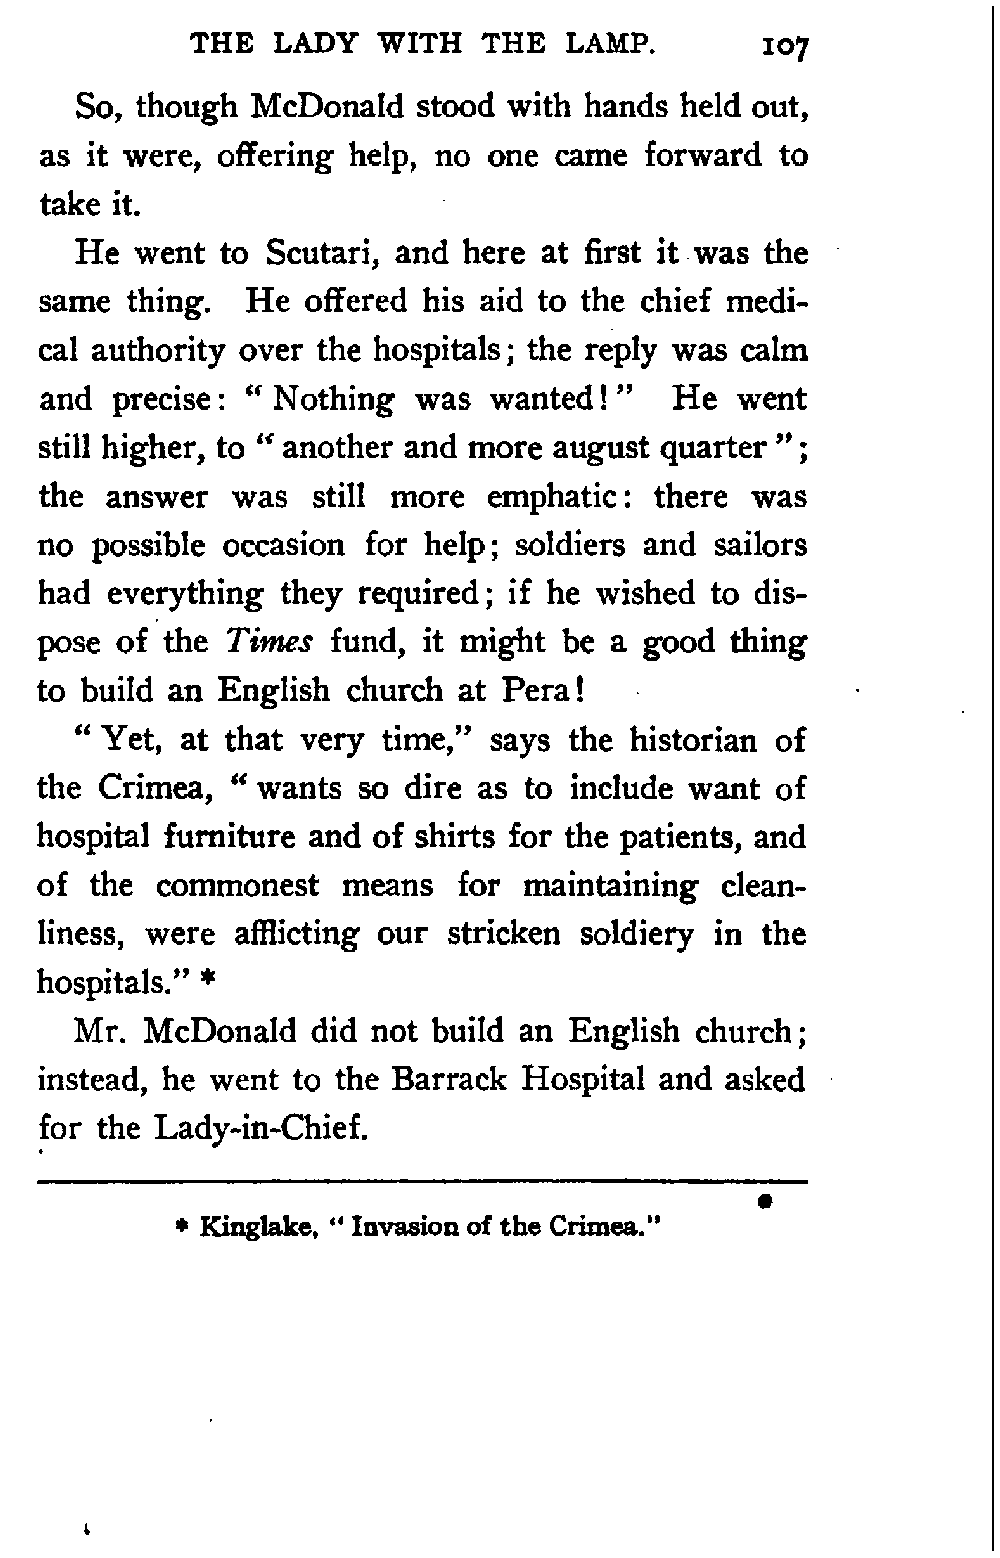 THE LADY WITH THE LAMP. 107
So, though McDonald stood with hands held out,
as it were, offering help, no one came forward to
take it.
He went to Scutari, and here at first it was the
same thing. He offered his aid to the chief medi-
cal authority over the hospitals; the reply was calm
and precise: "Nothing was wanted!" He went
still higher, to "another and more august quarter";
the answer was still more emphatic: there was
no possible occasion for help; soldiers and sailors
had everything they required; if he wished to dis-
pose of the Times fund, it might be a good thing
to build an English church at Pera!
"Yet, at that very time," says the historian of
the Crimea, "wants so dire as to include want of
hospital furniture and of shirts for the patients, and
of the commonest means for maintaining clean-
liness, were afflicting our stricken soldiery in the
hospitals." *
Mr. McDonald did not build an English church;
instead, he went to the Barrack Hospital and asked
for the Lady-in-Chief.
* Kinglake, "Invasion of the Crimea."